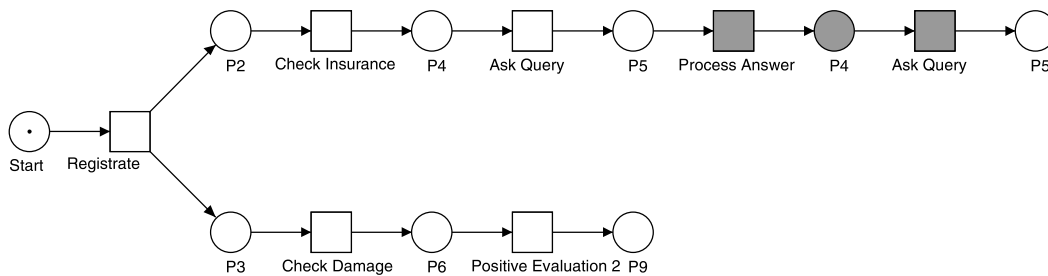 P2 Check Insurance P4 Ask Query P5 Process Answer P4 Ask Query P5
Start Registrate
P3 Check Damage P6 Positive Evaluation 2 P9